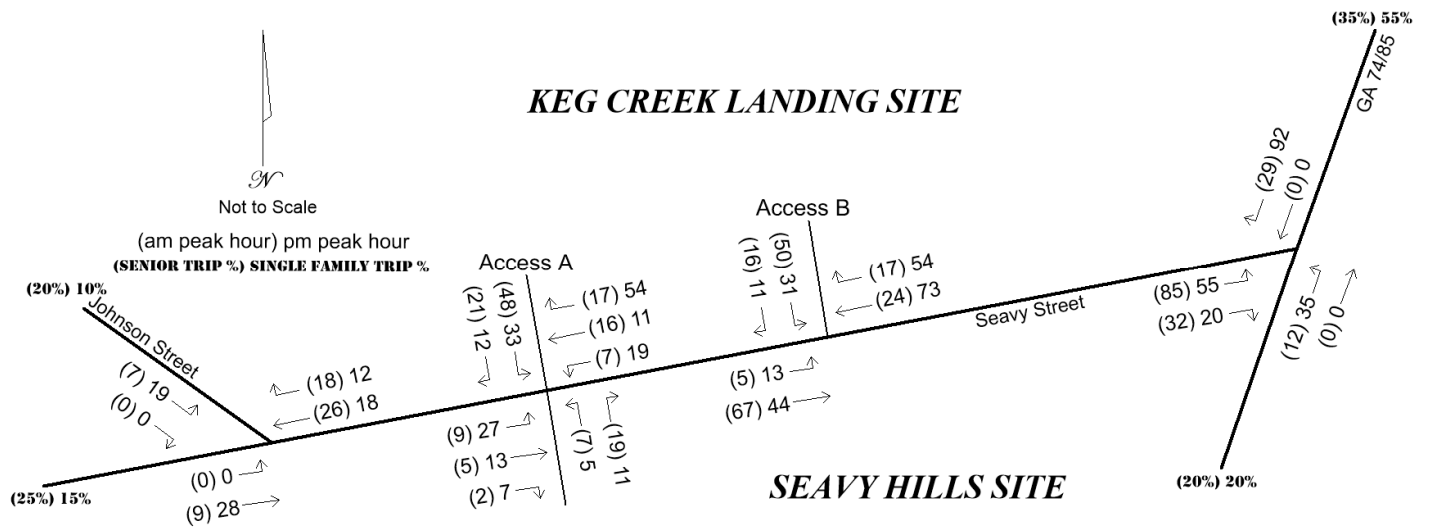 (35%) 55%
GA 74/85
KEG CREEK LANDING SITE
(29) 92
(0) 0
N
Not to Scale
(am peak hour) pm peak hour
(SENIOR TRIP %) SINGLE FAMILY TRIP %
Access B
(16) 11
(50) 31
(17) 54
(24) 73
Access A
(21) 12
(48) 33
(17) 54
(16) 11
(7) 19
(20%) 10%
Johnson Street
(7) 19
(0) 0
(18) 12
(26) 18
Seavy Street
(85) 55
(32) 20
(12) 35
(0) 0
(5) 13
(67) 44
(9) 27
(5) 13
(2) 7
(7) 5
(19) 11
(0) 0
(9) 28
(25%) 15%
SEAVY HILLS SITE
(20%) 20%